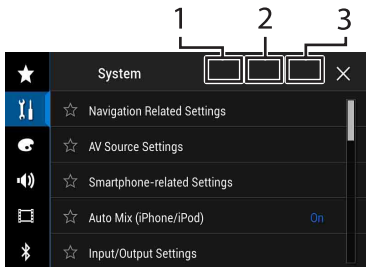 1 2 3
System
Navigation Related Settings
AV Source Settings
Smartphone-related Settings
Auto Mix (iPhone/iPod) On
Input/Output Settings